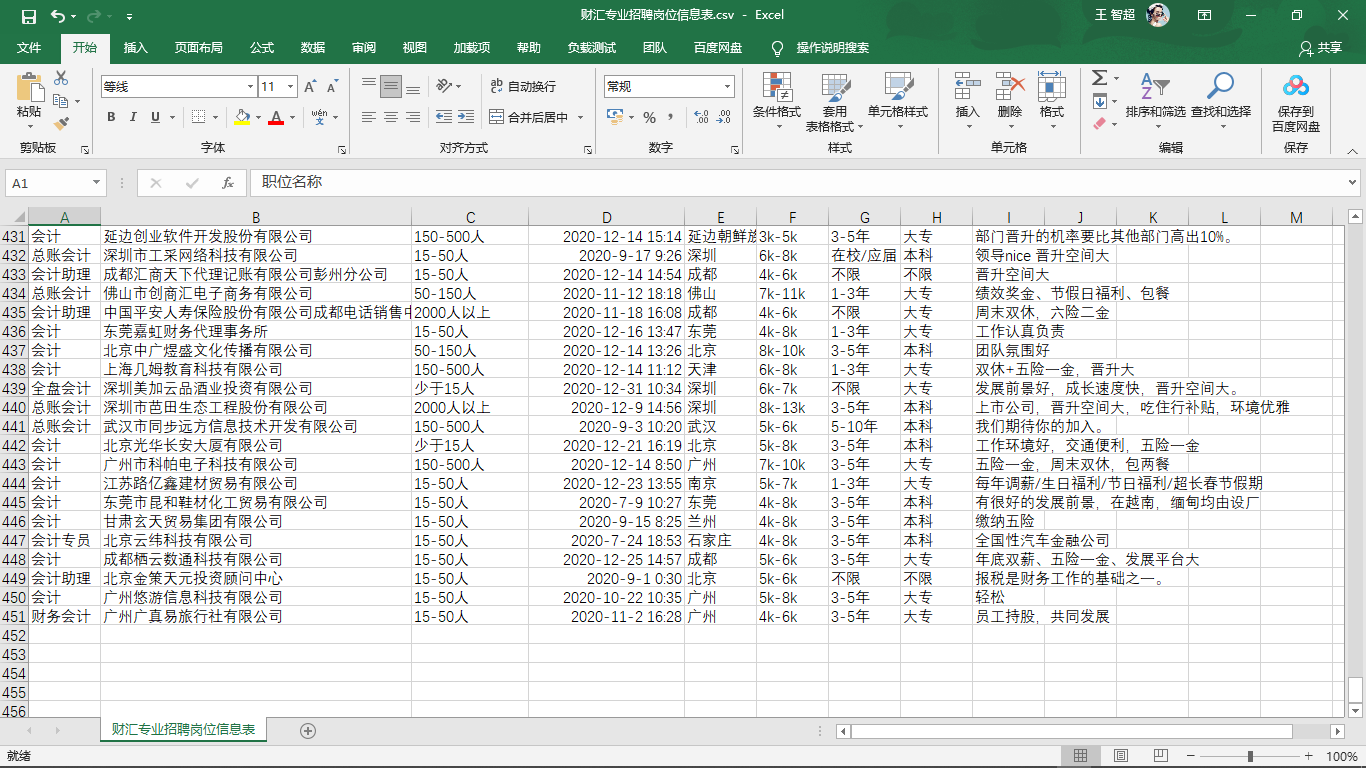 财汇专业招聘岗位信息表.csv - Excel
王 智超
文件 开始 插入 页面布局 公式 数据 审阅 视图 加载项 帮助 负载测试 团队 百度网盘 操作说明搜索 共享
粘贴
剪贴板
等线 11
B I U wén 文
字体
自动换行
合并后居中
对齐方式
常规
%
数字
条件格式 套用 单元格样式
表格格式
样式
插入 删除 格式
单元格
排序和筛选 查找和选择
编辑
保存到
百度网盘
保存
A1 fx 职位名称
A B C D E F G H I J K L M
431 会计 延边创业软件开发股份有限公司 150-500人 2020-12-14 15:14 延边朝鲜族 3k-5k 3-5年 大专 部门晋升的机率要比其他部门高出10%。
432 总账会计 深圳市工采网络科技有限公司 15-50人 2020-9-17 9:26 深圳 6k-8k 在校/应届 本科 领导nice 晋升空间大
433 会计助理 成都汇商天下代理记账有限公司彭州分公司 15-50人 2020-12-14 14:54 成都 4k-6k 不限 不限 晋升空间大
434 总账会计 佛山市创商汇电子商务有限公司 50-150人 2020-11-12 18:18 佛山 7k-11k 1-3年 大专 绩效奖金、节假日福利、包餐
435 会计助理 中国平安人寿保险股份有限公司成都电话销售中 2000人以上 2020-11-18 16:08 成都 4k-6k 不限 大专 周末双休，六险二金
436 会计 东莞嘉虹财务代理事务所 15-50人 2020-12-16 13:47 东莞 4k-8k 1-3年 大专 工作认真负责
437 会计 北京中广煜盛文化传播有限公司 50-150人 2020-12-14 13:26 北京 8k-10k 3-5年 本科 团队氛围好
438 会计 上海几姆教育科技有限公司 150-500人 2020-12-14 11:12 天津 6k-8k 1-3年 大专 双休+五险一金，晋升大
439 全盘会计 深圳美加云品酒业投资有限公司 少于15人 2020-12-31 10:34 深圳 6k-7k 不限 大专 发展前景好，成长速度快，晋升空间大。
440 总账会计 深圳市芭田生态工程股份有限公司 2000人以上 2020-12-9 14:56 深圳 8k-13k 3-5年 本科 上市公司，晋升空间大，吃住行补贴，环境优雅
441 总账会计 武汉市同步远方信息技术开发有限公司 150-500人 2020-9-3 10:20 武汉 5k-6k 5-10年 本科 我们期待你的加入。
442 会计 北京光华长安大厦有限公司 少于15人 2020-12-21 16:19 北京 5k-8k 3-5年 本科 工作环境好，交通便利，五险一金
443 会计 广州市科帕电子科技有限公司 150-500人 2020-12-14 8:50 广州 7k-10k 3-5年 大专 五险一金，周末双休，包两餐
444 会计 江苏路亿鑫建材贸易有限公司 15-50人 2020-12-23 13:55 南京 5k-7k 1-3年 大专 每年调薪/生日福利/节日福利/超长春节假期
445 会计 东莞市昆和鞋材化工贸易有限公司 15-50人 2020-7-9 10:27 东莞 4k-8k 3-5年 本科 有很好的发展前景，在越南，缅甸均由设厂
446 会计 甘肃玄天贸易集团有限公司 15-50人 2020-9-15 8:25 兰州 4k-8k 3-5年 本科 缴纳五险
447 会计专员 北京云纬科技有限公司 15-50人 2020-7-24 18:53 石家庄 4k-8k 3-5年 本科 全国性汽车金融公司
448 会计 成都栖云数通科技有限公司 15-50人 2020-12-25 14:57 成都 5k-6k 3-5年 大专 年底双薪、五险一金、发展平台大
449 会计助理 北京金策天元投资顾问中心 15-50人 2020-9-1 0:30 北京 5k-6k 不限 不限 报税是财务工作的基础之一。
450 会计 广州悠游信息科技有限公司 15-50人 2020-10-22 10:35 广州 5k-8k 3-5年 大专 轻松
451 财务会计 广州广真易旅行社有限公司 15-50人 2020-11-2 16:28 广州 4k-6k 3-5年 大专 员工持股，共同发展
452
453
454
455
456
财汇专业招聘岗位信息表
就绪 100%